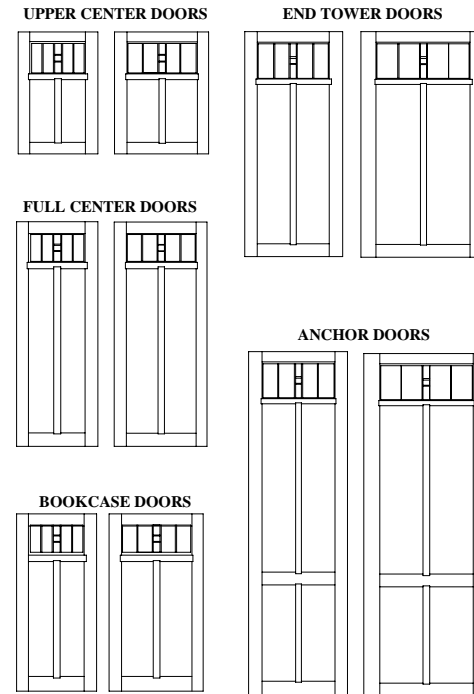 UPPER CENTER DOORS
END TOWER DOORS
FULL CENTER DOORS
ANCHOR DOORS
BOOKCASE DOORS